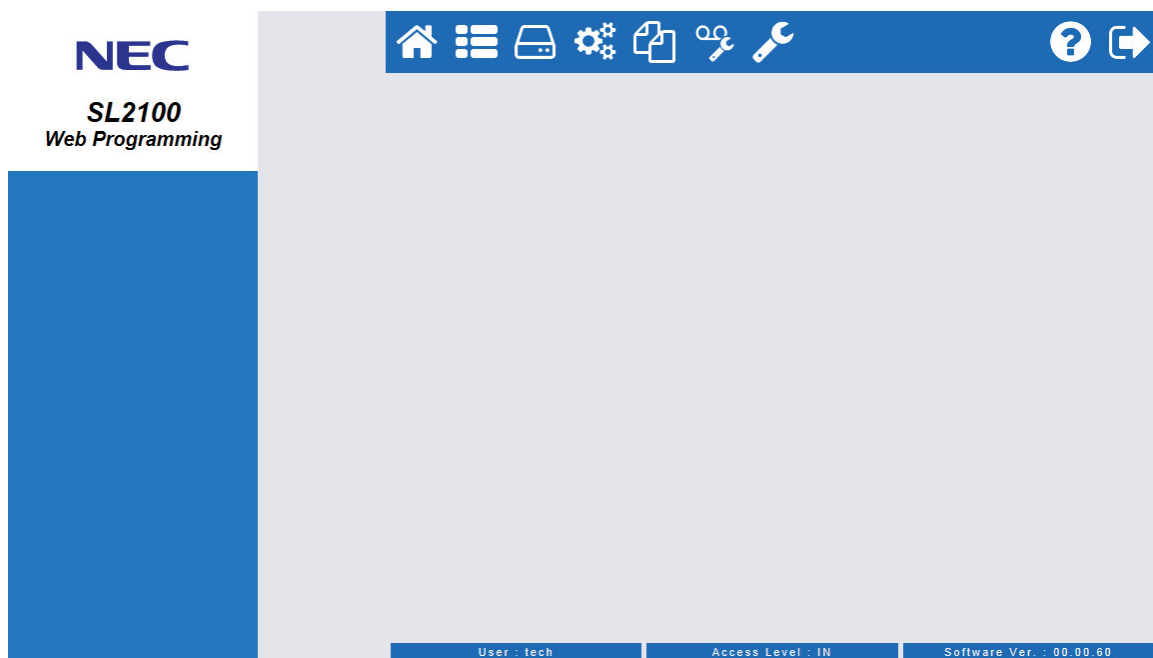 NEC
SL2100
Web Programming
User : tech
Access Level : IN
Software Ver. : 00.00.60